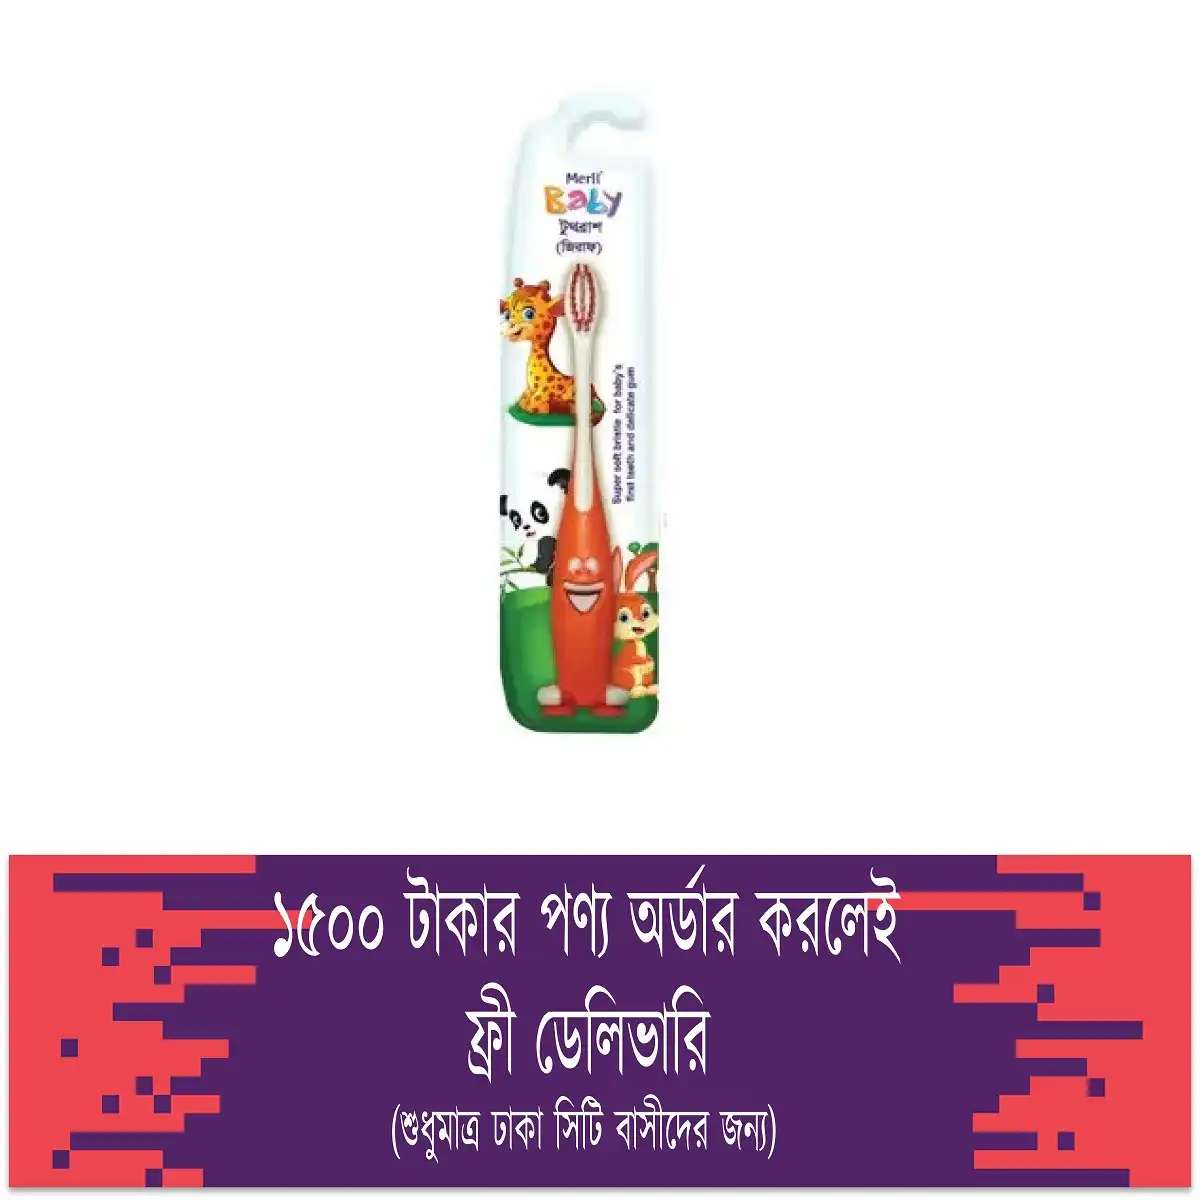 Meril
Baby
টুথব্রাশ
(জিরাফ)
Super soft bristle for baby's
first teeth and delicate gum
১৫০০ টাকার পণ্য অর্ডার করলেই
ফ্রী ডেলিভারি
(শুধুমাত্র ঢাকা সিটি বাসীদের জন্য)